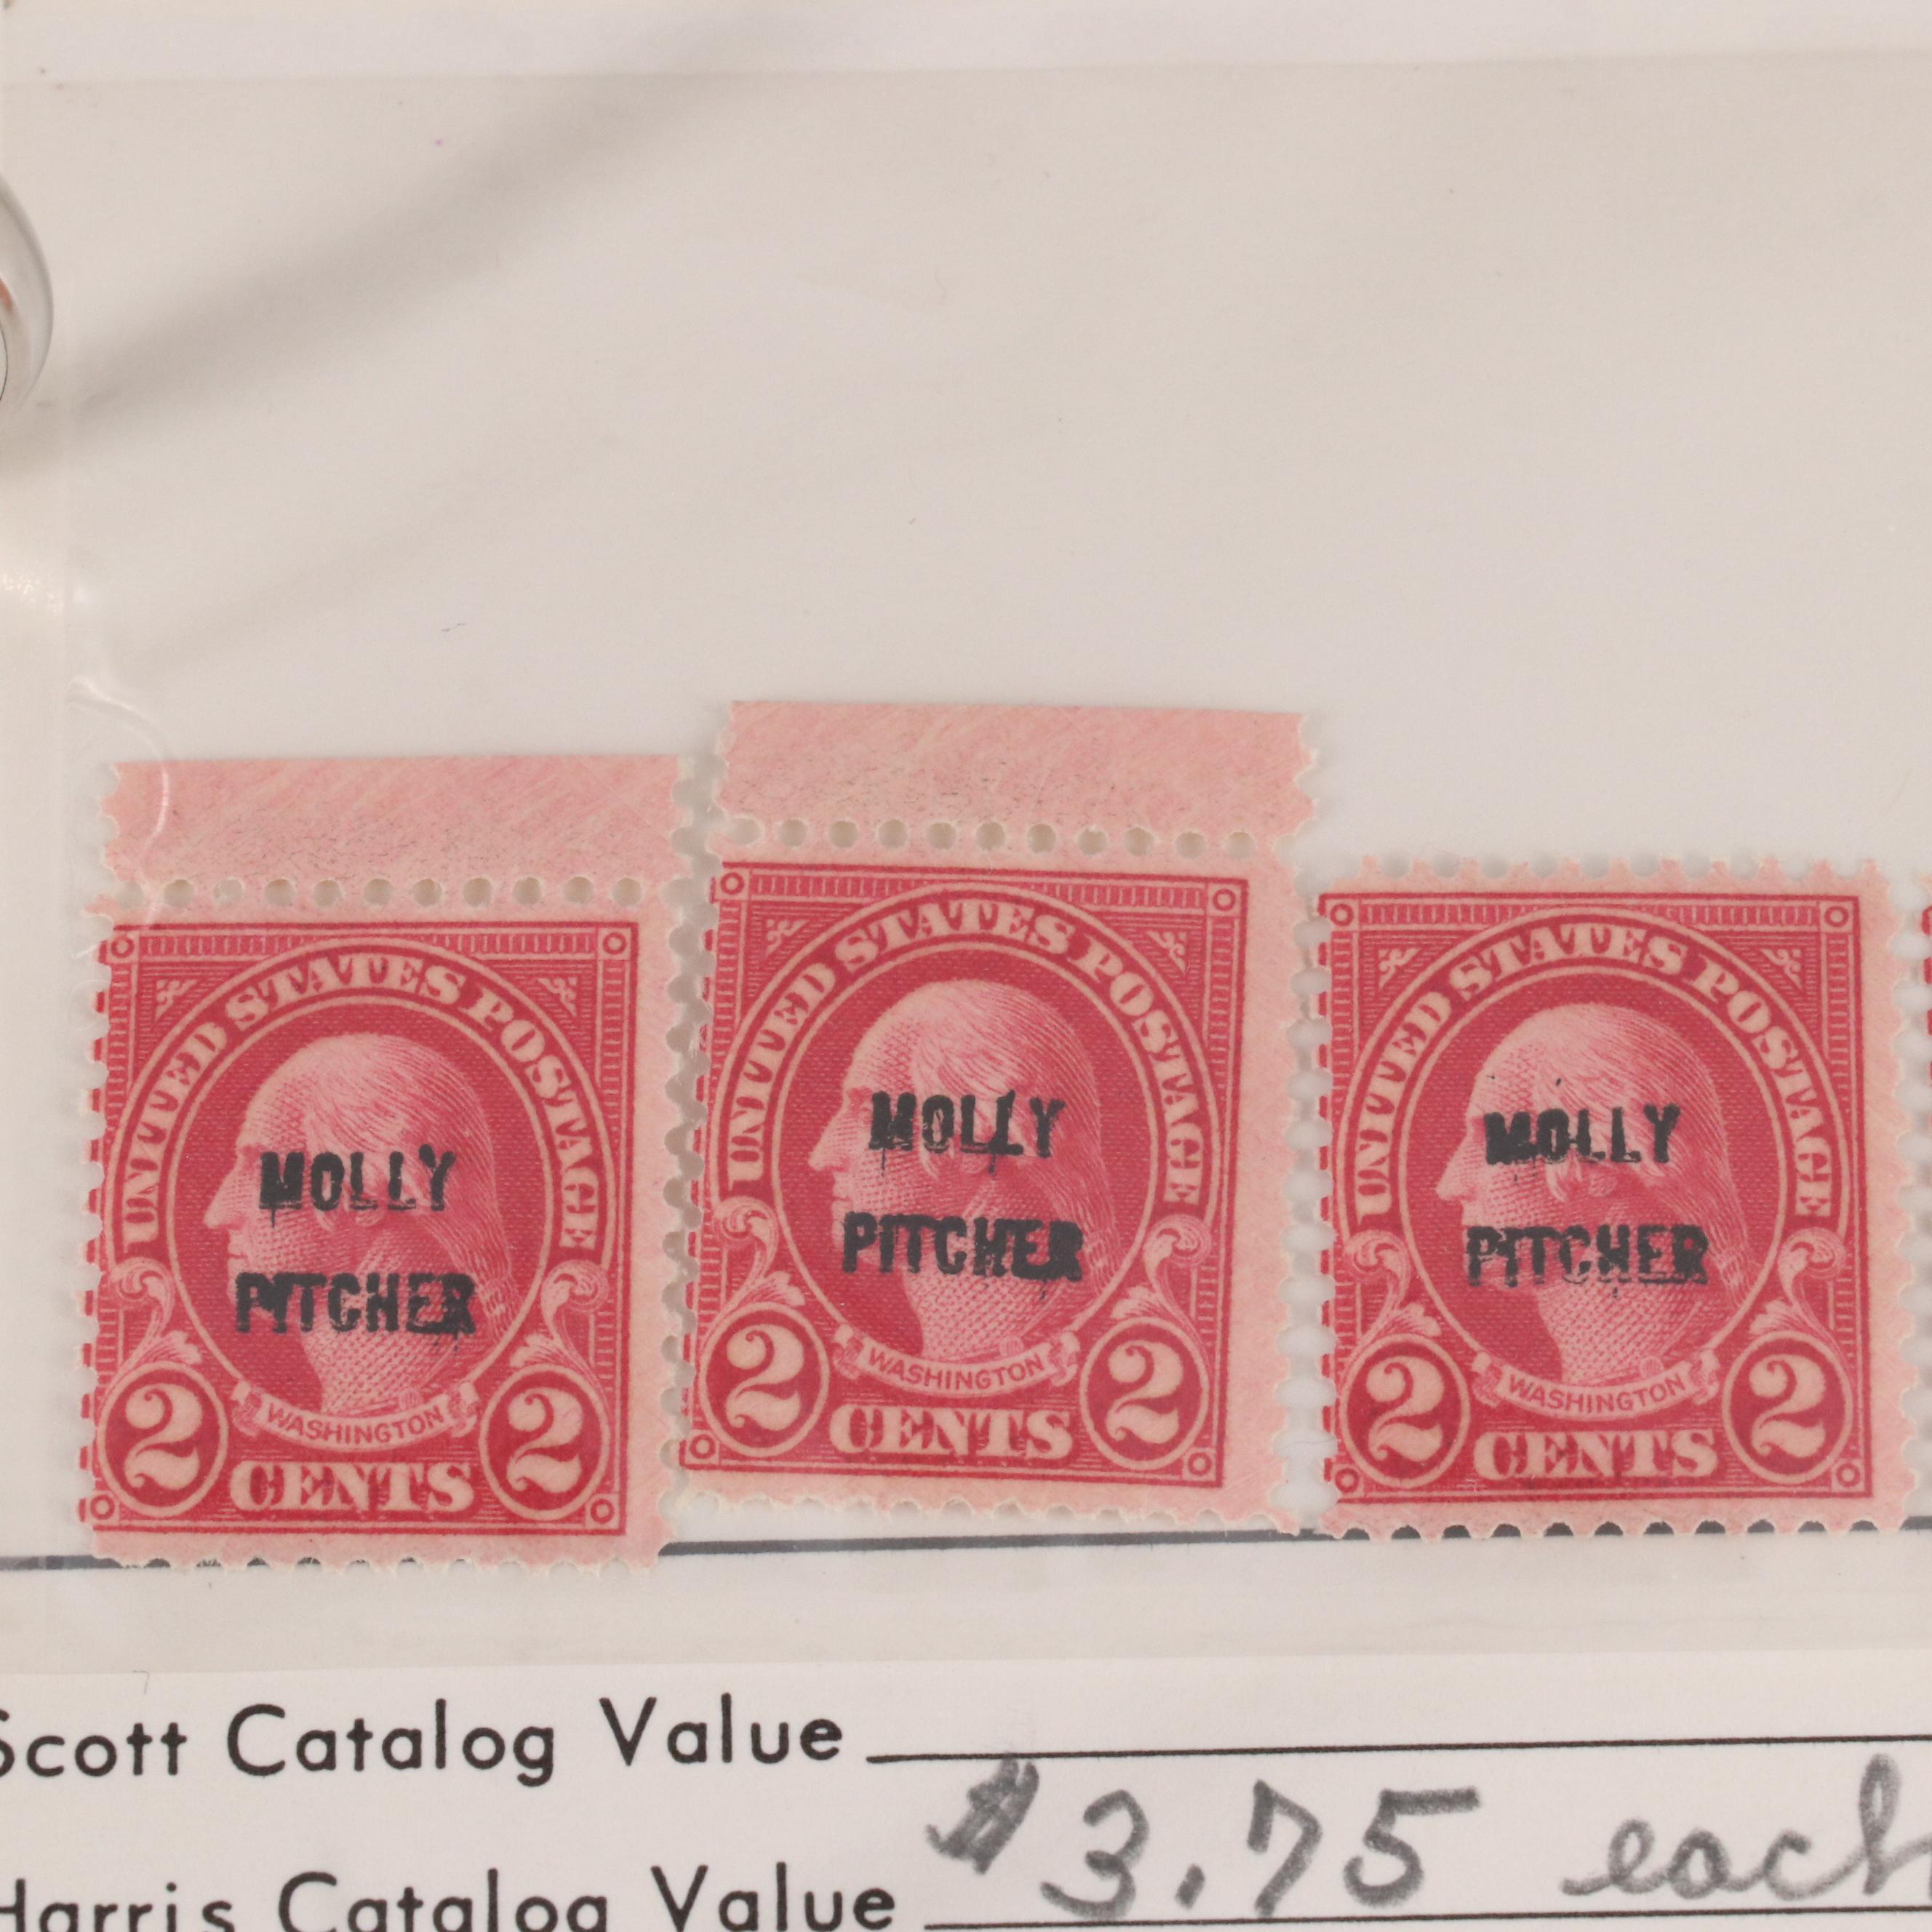 UNITED STATES POSTAGE
MOLLY
PITCHER
WASHINGTON
2 CENTS 2
UNITED STATES POSTAGE
MOLLY
PITCHER
WASHINGTON
2 CENTS 2
UNITED STATES POSTAGE
MOLLY
PITCHER
WASHINGTON
2 CENTS 2
Scott Catalog Value
Harris Catalog Value $3.75 each